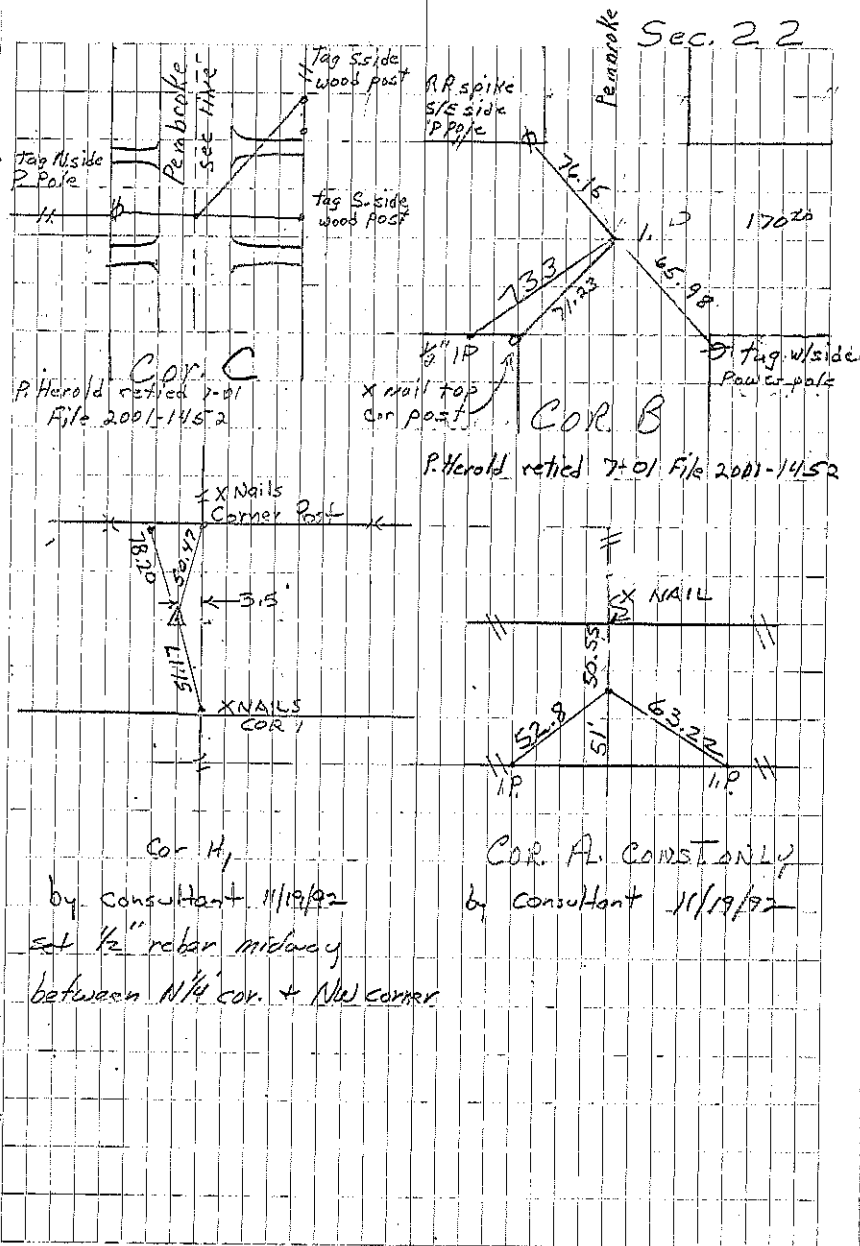 Sec. 22
Pembroke
sec line
Tag S. side
wood post
Tag N. side
P. Pole
Tag S. side
wood post
Cor. C
P. Herold retied 7-01
File 2001-1452
Pembroke
RR spike
S/E side
P Pole
76.15
73.3
71.23
65.98
170
1/2" IP
X nail top
cor post
Tag w/side
Power pole
COR. B
P. Herold retied 7-01 File 2001-1452
X Nails
Corner Post
78.20
50.47
3.5'
51.17
X NAILS
COR
Cor H,
by consultant 11/19/92
set 1/2" rebar midway
between N 1/4 cor. + NW corner
X NAIL
50.55
52.8
51'
63.22
I.P.
I.P.
COR. A. CONST ONLY
by consultant 11/19/92